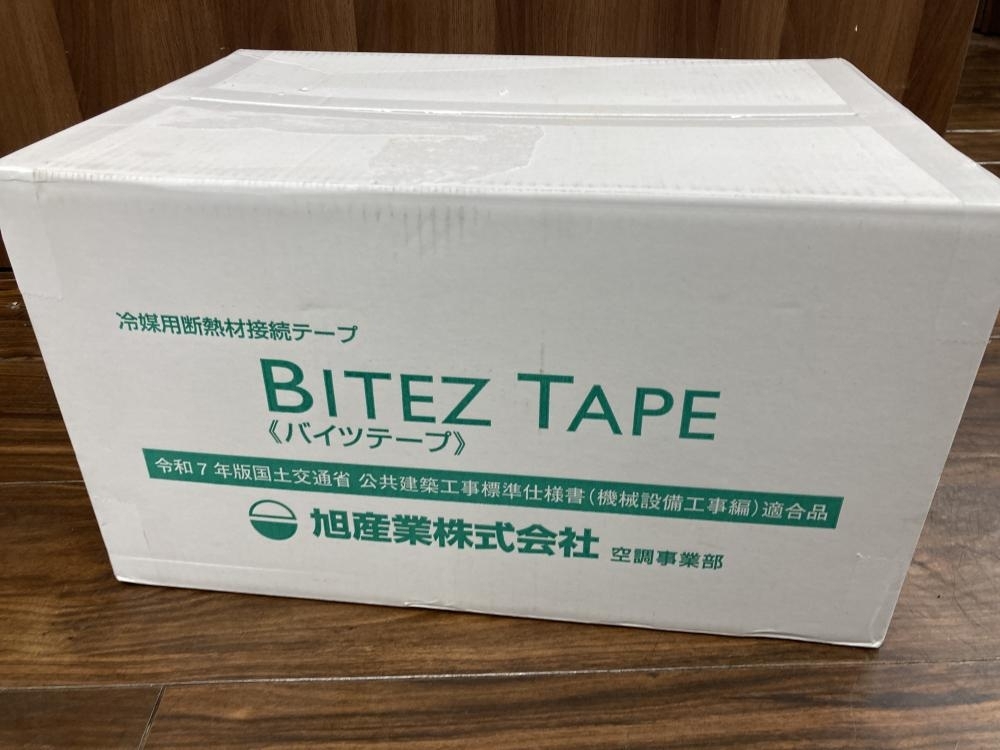 冷媒用断熱材接続テープ
BITEZ TAPE
《バイツテープ》
令和7年版国土交通省 公共建築工事標準仕様書(機械設備工事編)適合品
旭産業株式会社 空調事業部